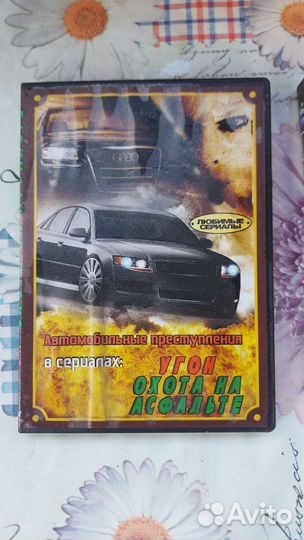 ЛЮБИМЫЕ
СЕРИАЛЫ
Автомобильные преступления
в сериалах:
УГОН
ОХОТА НА
АСФАЛЬТЕ
Avito